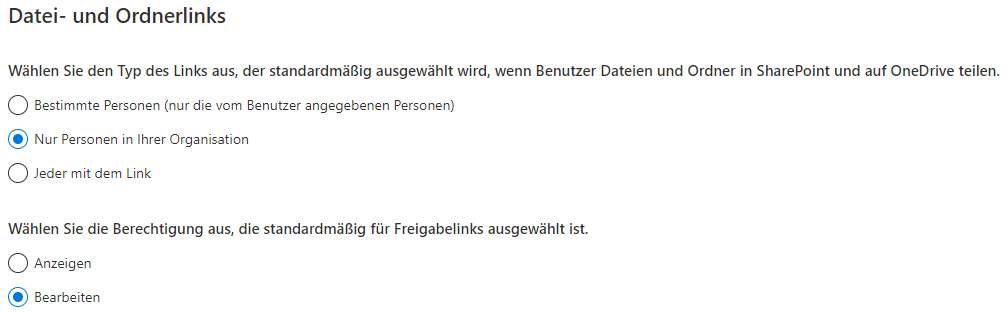 Datei- und Ordnerlinks
Wählen Sie den Typ des Links aus, der standardmäßig ausgewählt wird, wenn Benutzer Dateien und Ordner in SharePoint und auf OneDrive teilen.
Bestimmte Personen (nur die vom Benutzer angegebenen Personen)
Nur Personen in Ihrer Organisation
Jeder mit dem Link
Wählen Sie die Berechtigung aus, die standardmäßig für Freigabelinks ausgewählt ist.
Anzeigen
Bearbeiten